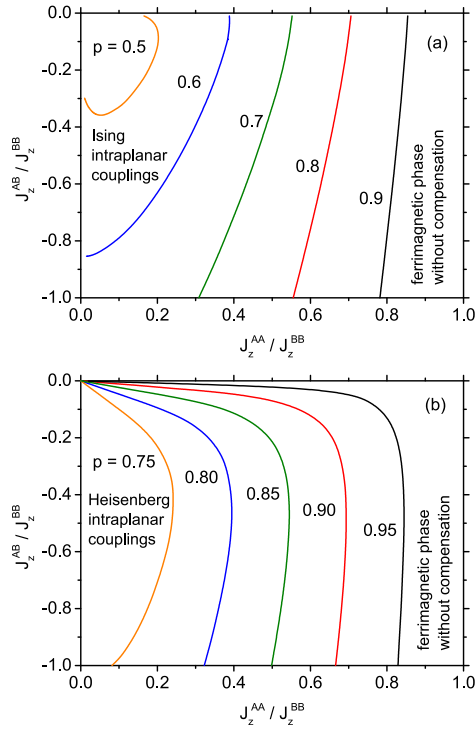 0.0
-0.2
-0.4
-0.6
-0.8
-1.0
J_z^AB / J_z^BB
(a)
p = 0.5
0.6
0.7
0.8
0.9
Ising
intraplanar
couplings
ferrimagnetic phase
without compensation
0.0 0.2 0.4 0.6 0.8 1.0
J_z^AA / J_z^BB
0.0
-0.2
-0.4
-0.6
-0.8
-1.0
J_z^AB / J_z^BB
(b)
p = 0.75
0.80
0.85
0.90
0.95
Heisenberg
intraplanar
couplings
ferrimagnetic phase
without compensation
0.0 0.2 0.4 0.6 0.8 1.0
J_z^AA / J_z^BB